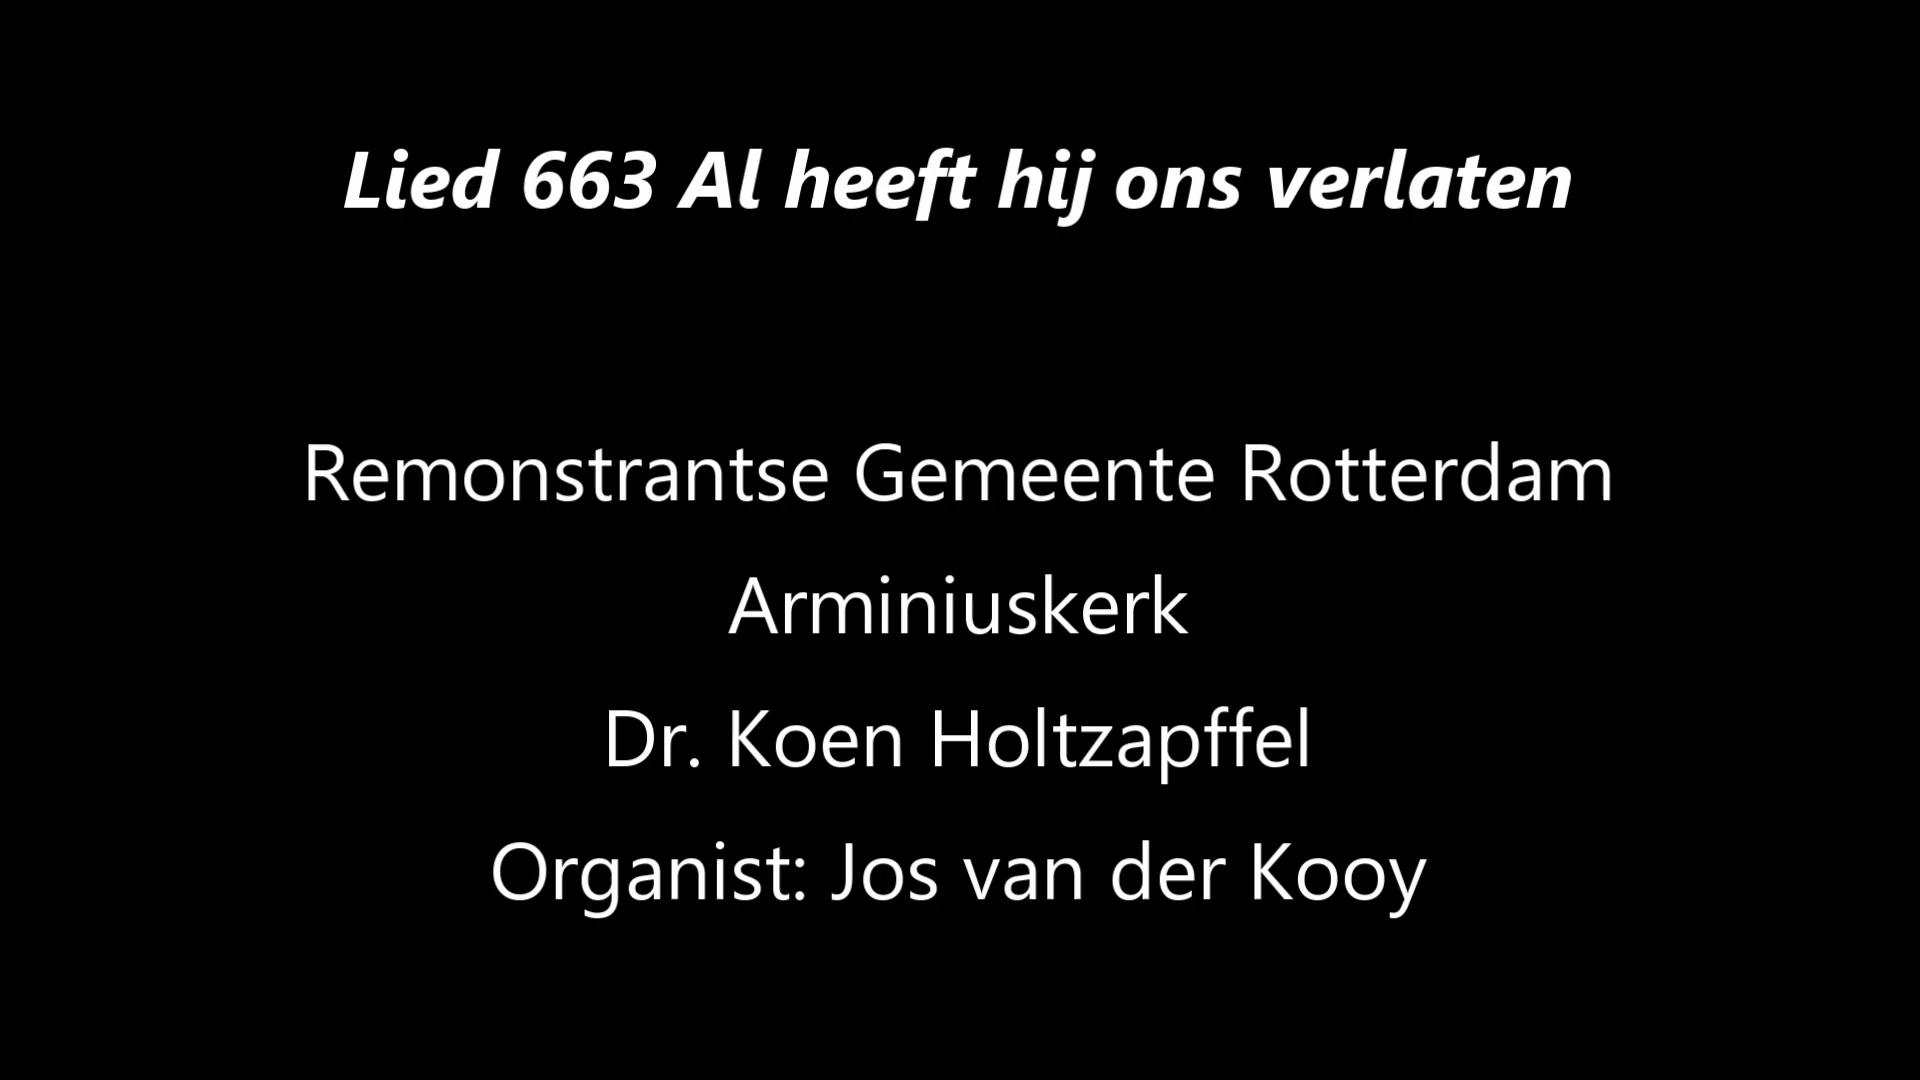 Lied 663 Al heeft hij ons verlaten
Remonstrantse Gemeente Rotterdam
Arminiuskerk
Dr. Koen Holtzapffel
Organist: Jos van der Kooy